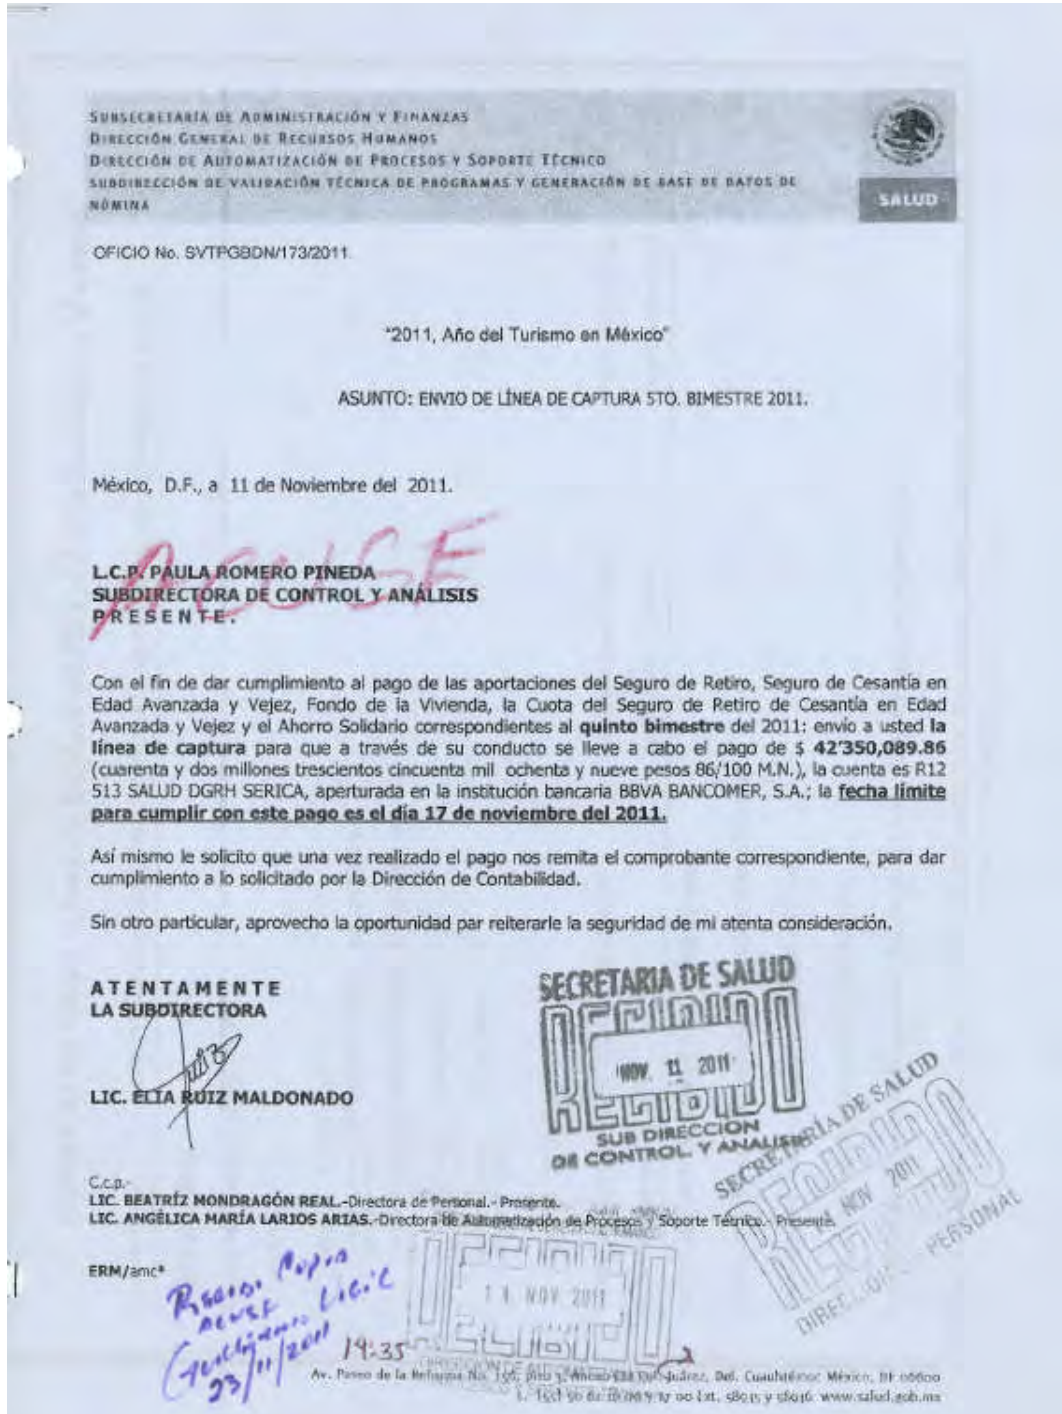 SUBSECRETARÍA DE ADMINISTRACIÓN Y FINANZAS
DIRECCIÓN GENERAL DE RECURSOS HUMANOS
DIRECCIÓN DE AUTOMATIZACIÓN DE PROCESOS Y SOPORTE TÉCNICO
SUBDIRECCIÓN DE VALIDACIÓN TÉCNICA DE PROGRAMAS Y GENERACIÓN DE BASE DE DATOS DE
NÓMINA
SALUD
OFICIO No. SVTPGBDN/173/2011
"2011, Año del Turismo en México"
ASUNTO: ENVIO DE LÍNEA DE CAPTURA 5TO. BIMESTRE 2011.
México, D.F., a 11 de Noviembre del 2011.
ACUSE
L.C.P. PAULA ROMERO PINEDA
SUBDIRECTORA DE CONTROL Y ANÁLISIS
P R E S E N T E.
Con el fin de dar cumplimiento al pago de las aportaciones del Seguro de Retiro, Seguro de Cesantía en
Edad Avanzada y Vejez, Fondo de la Vivienda, la Cuota del Seguro de Retiro de Cesantía en Edad
Avanzada y Vejez y el Ahorro Solidario correspondientes al quinto bimestre del 2011: envío a usted la
línea de captura para que a través de su conducto se lleve a cabo el pago de $ 42'350,089.86
(cuarenta y dos millones trescientos cincuenta mil ochenta y nueve pesos 86/100 M.N.), la cuenta es R12
513 SALUD DGRH SERICA, aperturada en la institución bancaria BBVA BANCOMER, S.A.; la fecha límite
para cumplir con este pago es el día 17 de noviembre del 2011.
Así mismo le solicito que una vez realizado el pago nos remita el comprobante correspondiente, para dar
cumplimiento a lo solicitado por la Dirección de Contabilidad.
Sin otro particular, aprovecho la oportunidad par reiterarle la seguridad de mi atenta consideración.
A T E N T A M E N T E
LA SUBDIRECTORA
LIC. ELIA RUIZ MALDONADO
SECRETARIA DE SALUD
RECIBIDO
NOV. 11 2011
SUB DIRECCION
DE CONTROL Y ANALISIS
SECRETARÍA DE SALUD
RECIBIDO
NOV 2011
DIRECCIÓN PERSONAL
C.c.p.-
LIC. BEATRÍZ MONDRAGÓN REAL.-Directora de Personal.- Presente.
LIC. ANGÉLICA MARÍA LARIOS ARIAS.-Directora de Automatización de Procesos y Soporte Técnico.- Presente.
ERM/amc*
RECIBIDO
NOV 2011
Copia
Acuse
23/11/2011
14:35
Av. Paseo de la Reforma No. 156, piso Juárez, Del. Cuauhtémoc México, DF 06600
Ext. 58015 y 58016 www.salud.gob.mx